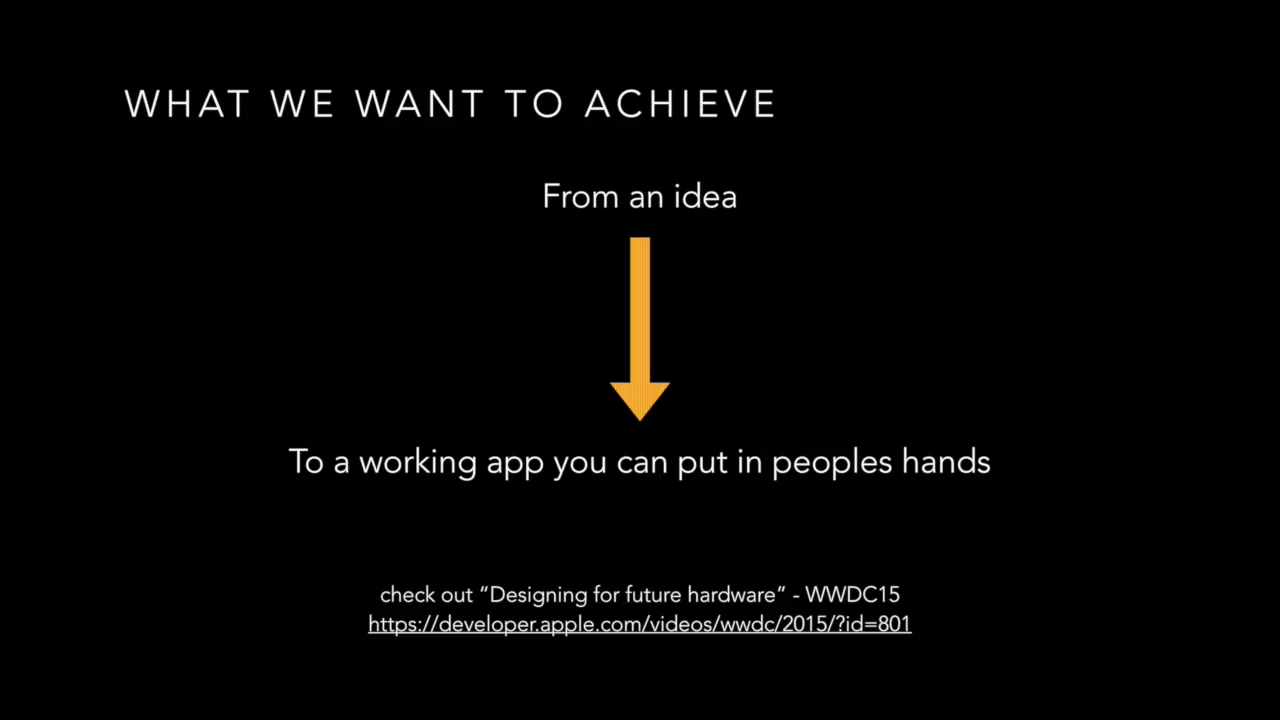 WHAT WE WANT TO ACHIEVE
From an idea
To a working app you can put in peoples hands
check out “Designing for future hardware” - WWDC15
https://developer.apple.com/videos/wwdc/2015/?id=801